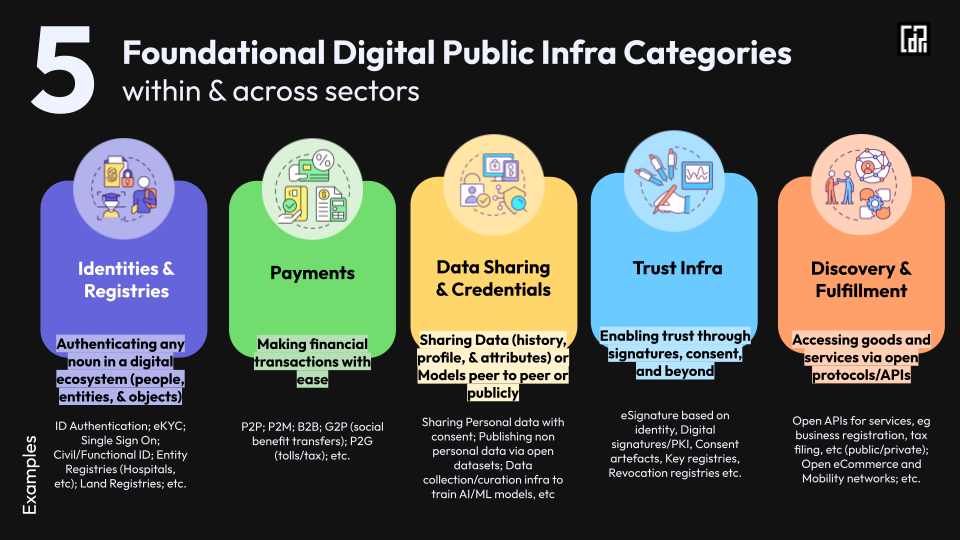 5
Foundational Digital Public Infra Categories
within & across sectors
Identities &
Registries
Authenticating any
noun in a digital
ecosystem (people,
entities, & objects)
ID Authentication; eKYC;
Single Sign On;
Civil/Functional ID; Entity
Registries (Hospitals,
etc); Land Registries; etc.
Payments
Making financial
transactions with
ease
P2P; P2M; B2B; G2P (social
benefit transfers); P2G
(tolls/tax); etc.
Data Sharing
& Credentials
Sharing Data (history,
profile, & attributes) or
Models peer to peer or
publicly
Sharing Personal data with
consent; Publishing non
personal data via open
datasets; Data
collection/curation infra to
train AI/ML models, etc
Trust Infra
Enabling trust through
signatures, consent,
and beyond
eSignature based on
identity, Digital
signatures/PKI, Consent
artefacts, Key registries,
Revocation registries etc.
Discovery &
Fulfillment
Accessing goods and
services via open
protocols/APIs
Open APIs for services, eg
business registration, tax
filing, etc (public/private);
Open eCommerce and
Mobility networks; etc.
Examples